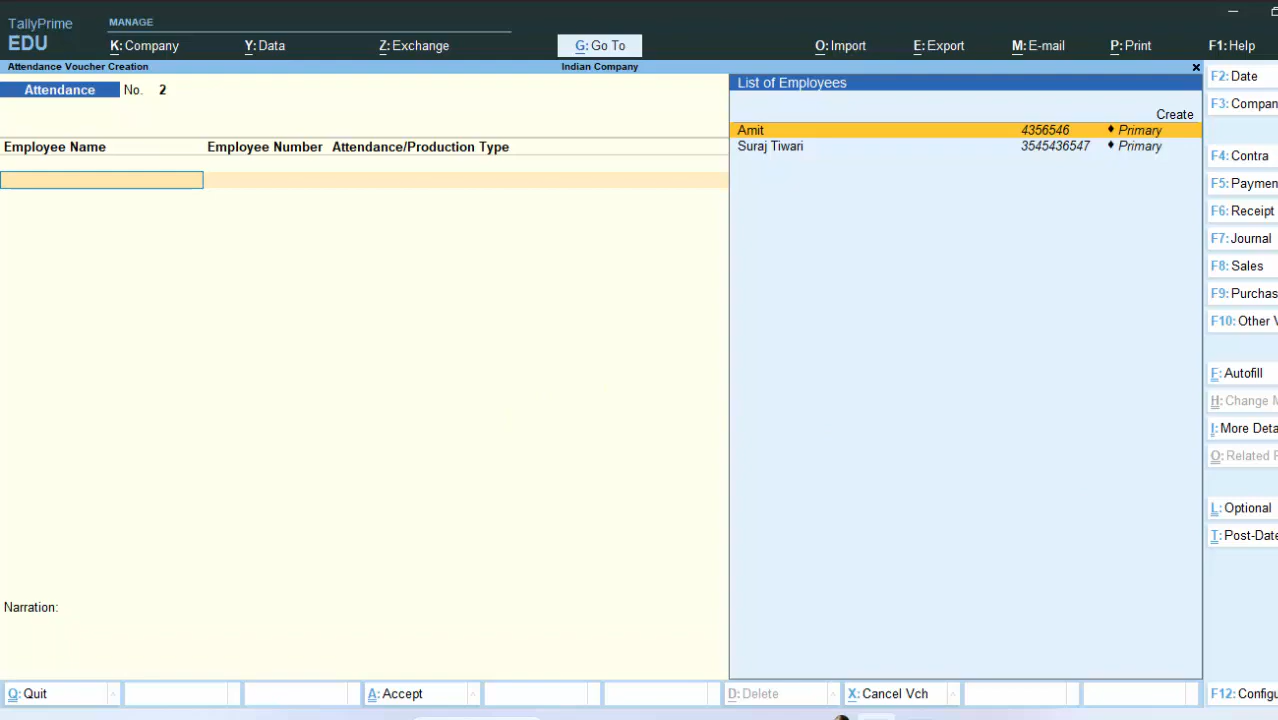 TallyPrime
EDU
MANAGE
K: Company
Y: Data
Z: Exchange
G: Go To
O: Import
E: Export
M: E-mail
P: Print
F1: Help
Attendance Voucher Creation
Indian Company
Attendance No. 2
Employee Name Employee Number Attendance/Production Type
Narration:
List of Employees
Create
Amit 4356546 ♦ Primary
Suraj Tiwari 3545436547 ♦ Primary
F2: Date
F3: Compan
F4: Contra
F5: Paymen
F6: Receipt
F7: Journal
F8: Sales
F9: Purchas
F10: Other V
F: Autofill
H: Change M
I: More Deta
O: Related R
L: Optional
T: Post-Date
F12: Configu
Q: Quit
A: Accept
D: Delete
X: Cancel Vch